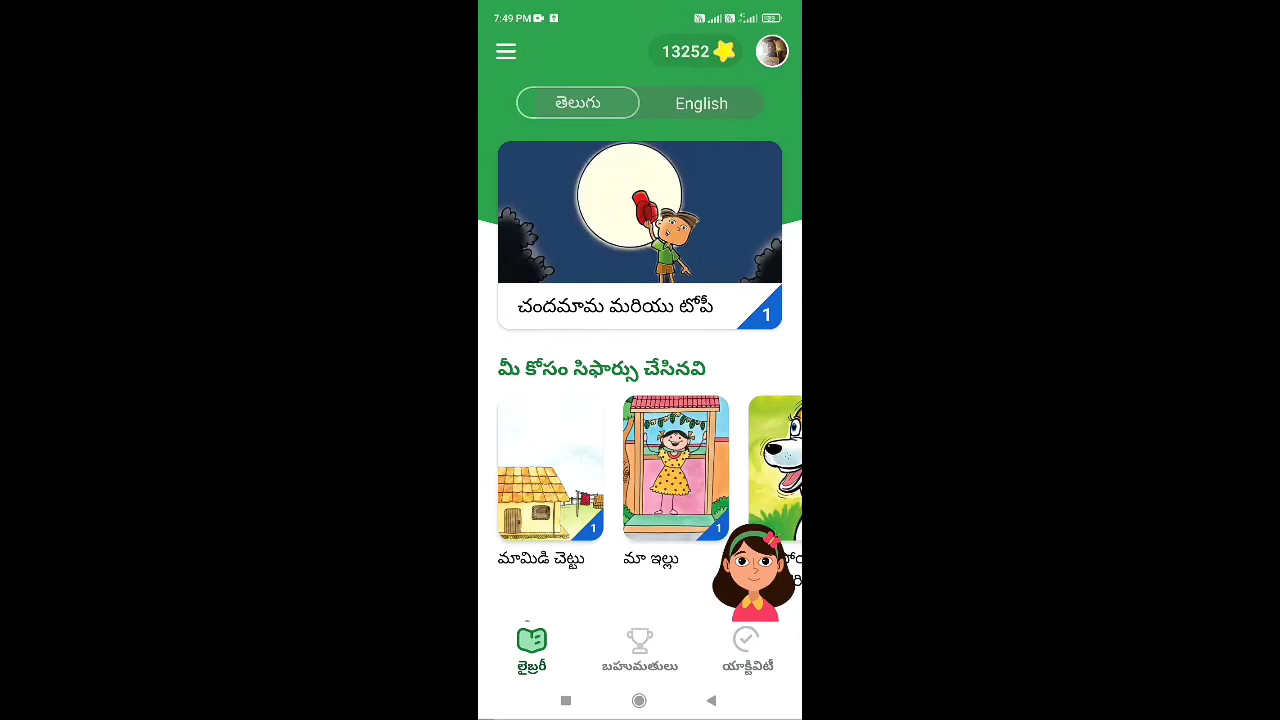 7:49 PM
13252
తెలుగు English
చందమామ మరియు టోపీ
1
మీ కోసం సిఫార్సు చేసినవి
1 1
మామిడి చెట్టు మా ఇల్లు
లైబ్రరీ బహుమతులు యాక్టివిటీ